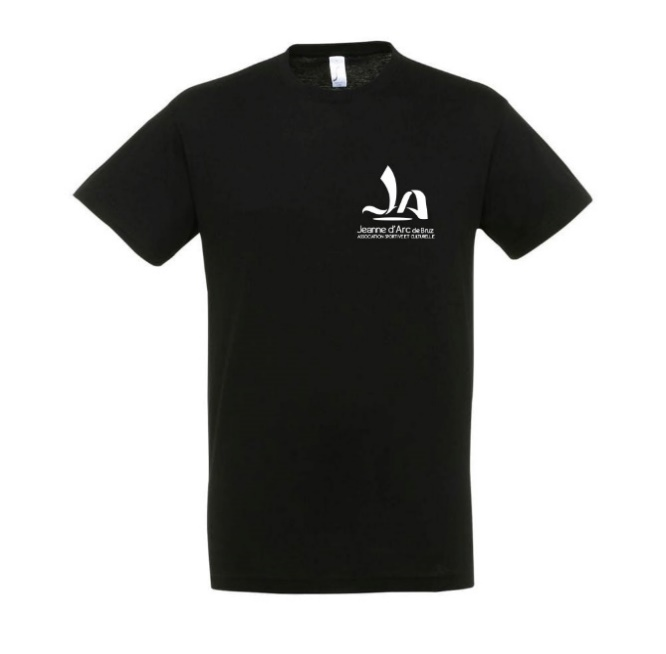 JA
Jeanne d'Arc de Bruz
ASSOCIATION SPORTIVE ET CULTURELLE